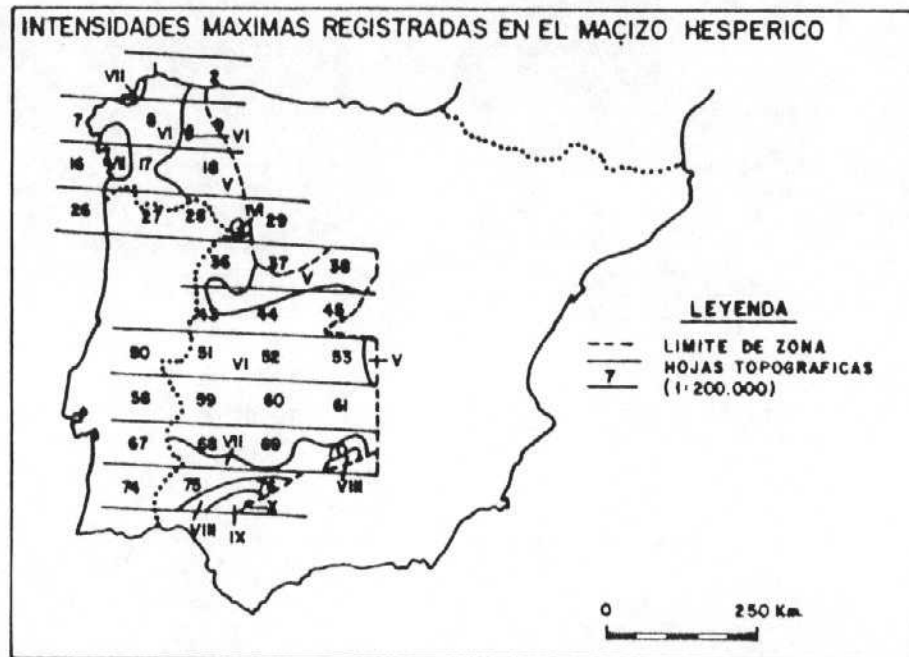 INTENSIDADES MAXIMAS REGISTRADAS EN EL MACIZO HESPERICO
VII 2
7 8 VI 9 VI
16 VII 17 18 V
26 27 28 VI 29
36 37 V 38
43 44 45
50 51 VI 52 53 V
58 59 60 61
67 68 VII 69 VIII
74 75 76 X
VIII IX
LEYENDA
LIMITE DE ZONA
7 HOJAS TOPOGRAFICAS
(1:200.000)
0 250 Km.